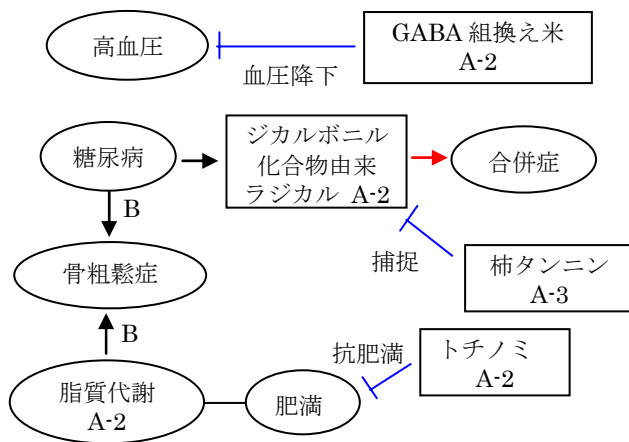 高血圧
GABA 組換え米
A-2
血圧降下
糖尿病
ジカルボニル
化合物由来
ラジカル A-2
合併症
B
骨粗鬆症
捕捉
柿タンニン
A-3
B
抗肥満
トチノミ
A-2
脂質代謝
A-2
肥満